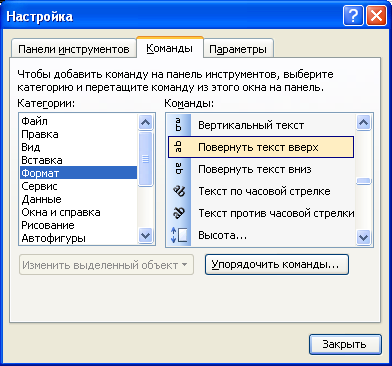 Настройка
Панели инструментов Команды Параметры
Чтобы добавить команду на панель инструментов, выберите
категорию и перетащите команду из этого окна на панель.
Категории:
Файл
Правка
Вид
Вставка
Формат
Сервис
Данные
Окна и справка
Рисование
Автофигуры
Команды:
Вертикальный текст
Повернуть текст вверх
Повернуть текст вниз
Текст по часовой стрелке
Текст против часовой стрелки
Высота...
Изменить выделенный объект
Упорядочить команды...
Закрыть